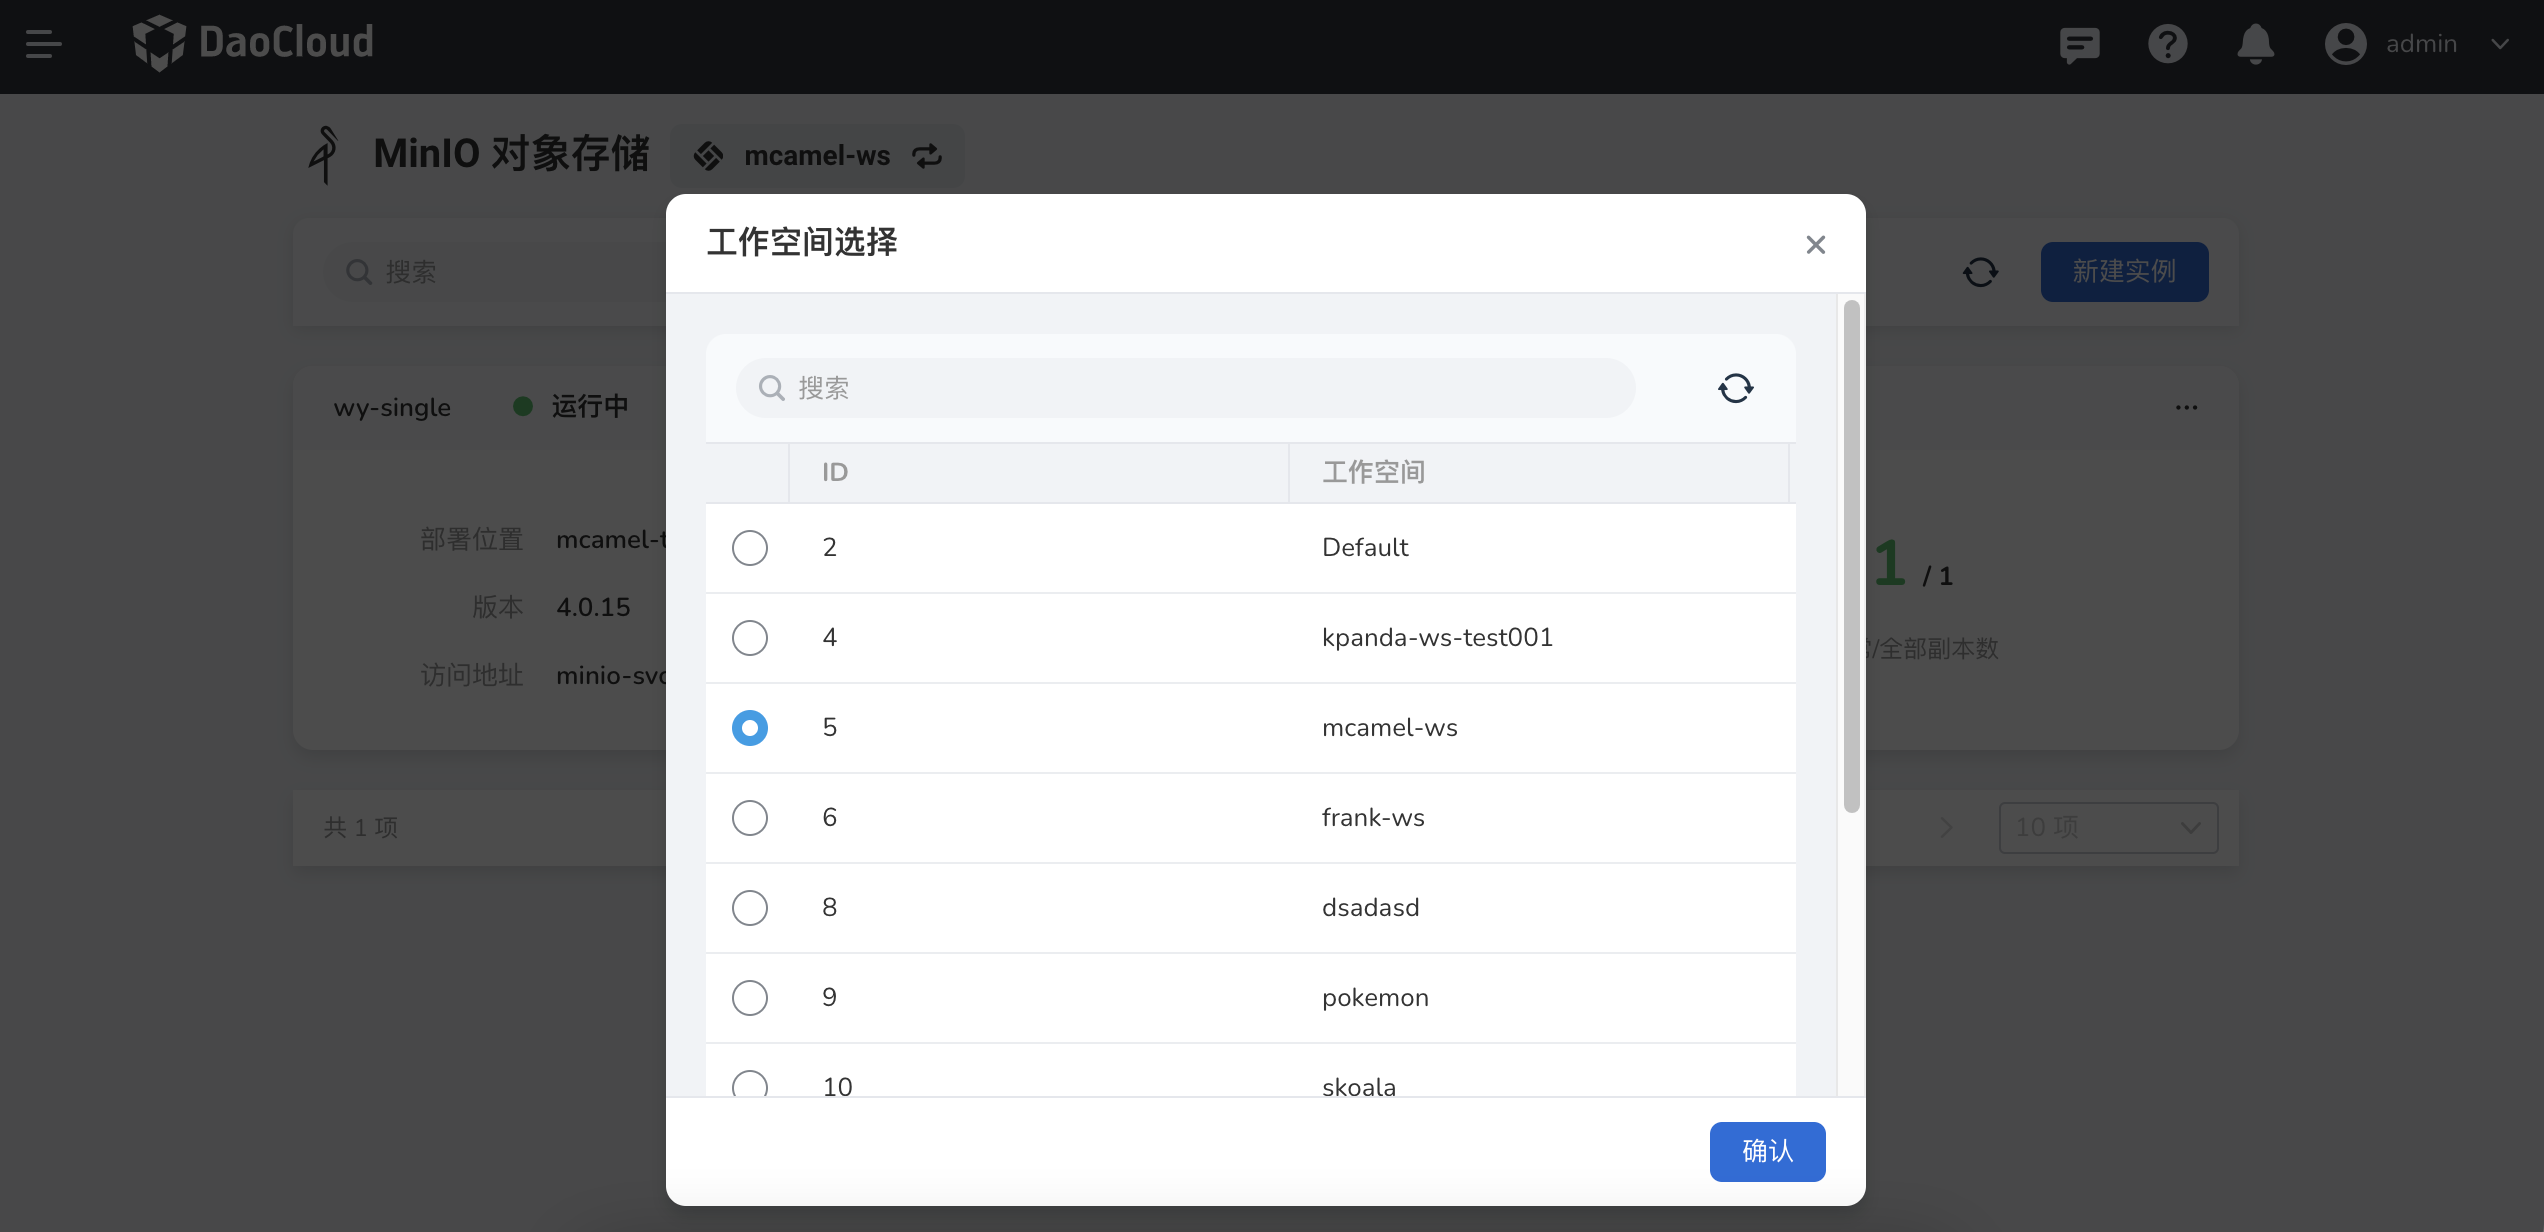 DaoCloud
admin
MinIO 对象存储
mcamel-ws
搜索
新建实例
wy-single
运行中
部署位置
mcamel-t
版本
4.0.15
访问地址
minio-svc
1 / 1
/全部副本数
共 1 项
10 项
工作空间选择
搜索
ID 工作空间
2 Default
4 kpanda-ws-test001
5 mcamel-ws
6 frank-ws
8 dsadasd
9 pokemon
10 skoala
确认